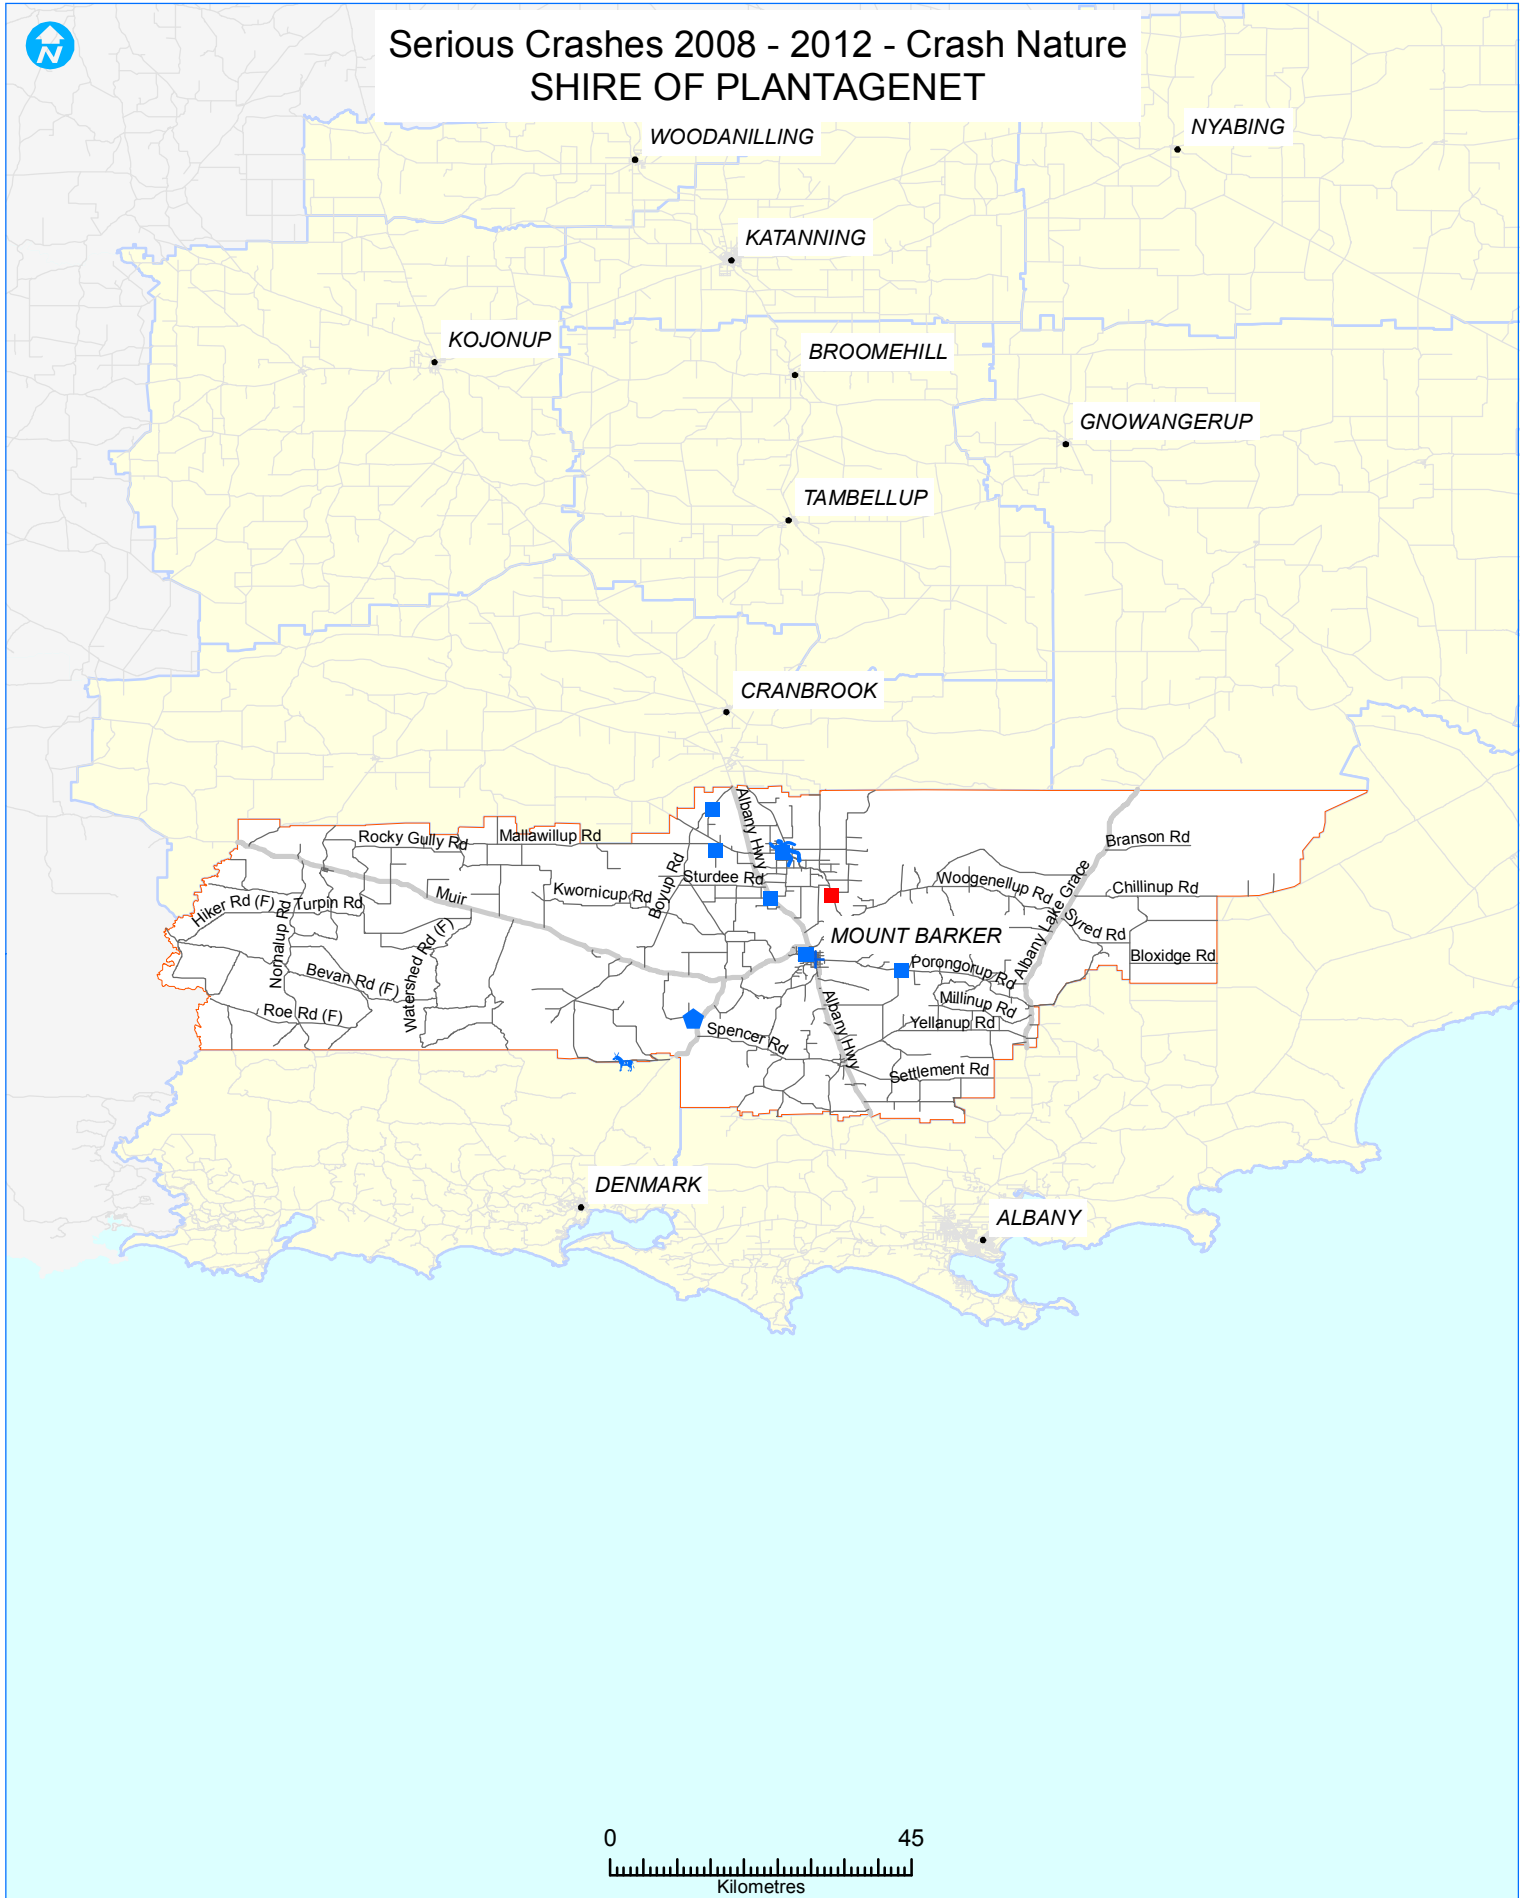 N
Serious Crashes 2008 - 2012 - Crash Nature
SHIRE OF PLANTAGENET
WOODANILLING
NYABING
KATANNING
KOJONUP
BROOMEHILL
GNOWANGERUP
TAMBELLUP
CRANBROOK
Albany Hwy
Rocky Gully Rd
Mallawillup Rd
Branson Rd
Boyup Rd
Sturdee Rd
Muir
Kwornicup Rd
Woogenellup Rd
Chillinup Rd
Albany Lake Grace
Hiker Rd (F)
Turpin Rd
Nornalup Rd
Watershed Rd (F)
Syred Rd
MOUNT BARKER
Bloxidge Rd
Bevan Rd (F)
Porongorup Rd
Roe Rd (F)
Millinup Rd
Albany Hwy
Yellanup Rd
Spencer Rd
Settlement Rd
DENMARK
ALBANY
0 45
Kilometres